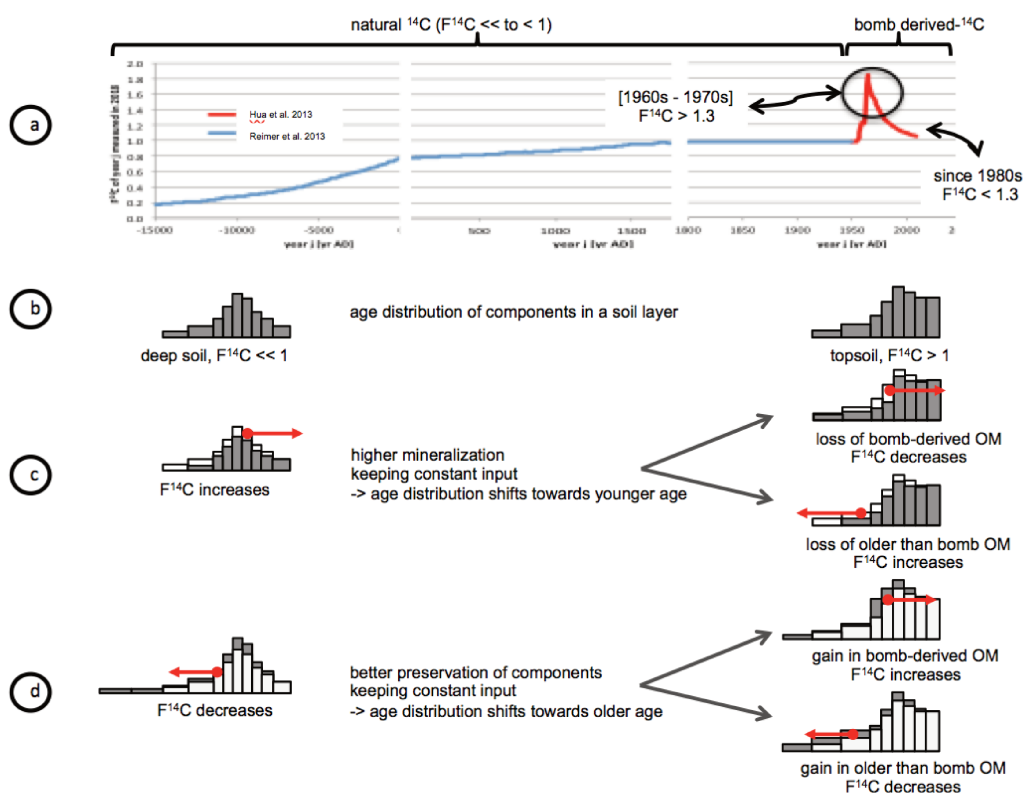 natural ¹⁴C (F¹⁴C << to < 1)
bomb derived-¹⁴C
a
F¹⁴C of year j measured in 2018
2.0
1.8
1.6
1.4
1.2
1.0
0.8
0.6
0.4
0.2
0.0
Hua et al. 2013
Reimer et al. 2013
[1960s - 1970s]
F¹⁴C > 1.3
since 1980s
F¹⁴C < 1.3
-15000 -10000 -5000
500 1000 1500
1800 1850 1900 1950 2000 2
year j [yr AD]
year j [yr AD]
year j [yr AD]
b
age distribution of components in a soil layer
deep soil, F¹⁴C << 1
topsoil, F¹⁴C > 1
c
F¹⁴C increases
higher mineralization
keeping constant input
-> age distribution shifts towards younger age
loss of bomb-derived OM
F¹⁴C decreases
loss of older than bomb OM
F¹⁴C increases
d
F¹⁴C decreases
better preservation of components
keeping constant input
-> age distribution shifts towards older age
gain in bomb-derived OM
F¹⁴C increases
gain in older than bomb OM
F¹⁴C decreases